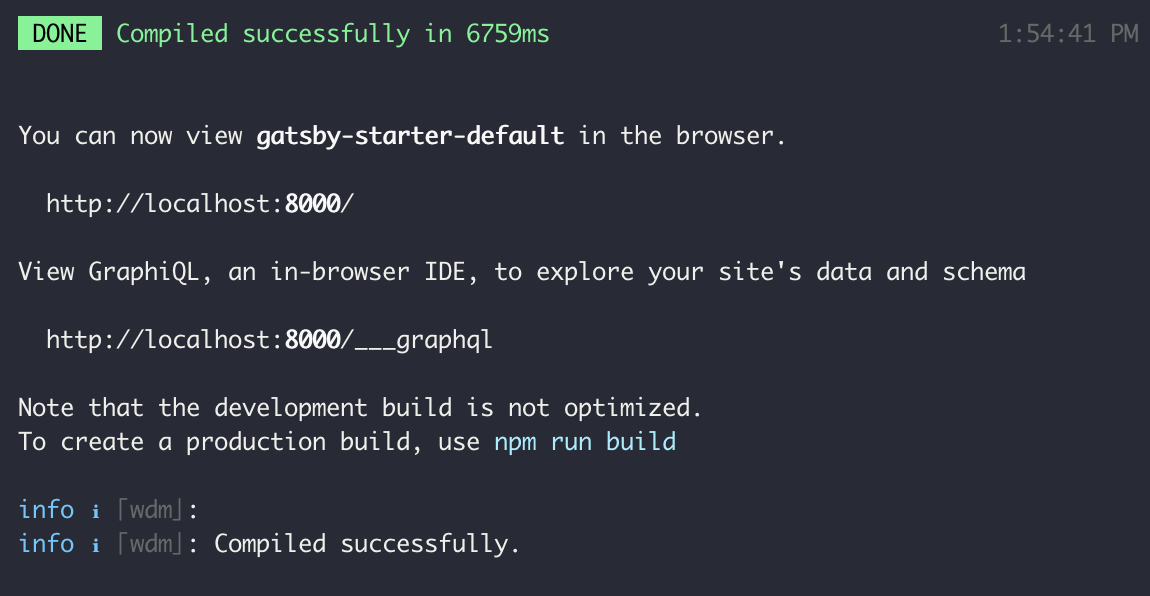 DONE Compiled successfully in 6759ms 1:54:41 PM
You can now view gatsby-starter-default in the browser.
http://localhost:8000/
View GraphiQL, an in-browser IDE, to explore your site's data and schema
http://localhost:8000/___graphql
Note that the development build is not optimized.
To create a production build, use npm run build
info ℹ ｢wdm｣:
info ℹ ｢wdm｣: Compiled successfully.